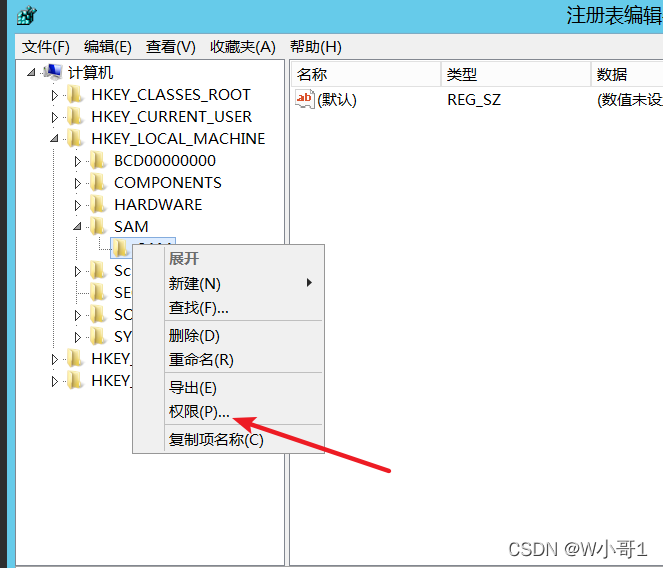 注册表编辑
文件(F) 编辑(E) 查看(V) 收藏夹(A) 帮助(H)
计算机
HKEY_CLASSES_ROOT
HKEY_CURRENT_USER
HKEY_LOCAL_MACHINE
BCD00000000
COMPONENTS
HARDWARE
SAM
Sc
SE
SO
SY
HKEY_
HKEY_
展开
新建(N)
查找(F)...
删除(D)
重命名(R)
导出(E)
权限(P)...
复制项名称(C)
名称 类型 数据
ab (默认) REG_SZ (数值未设
CSDN @W小哥1